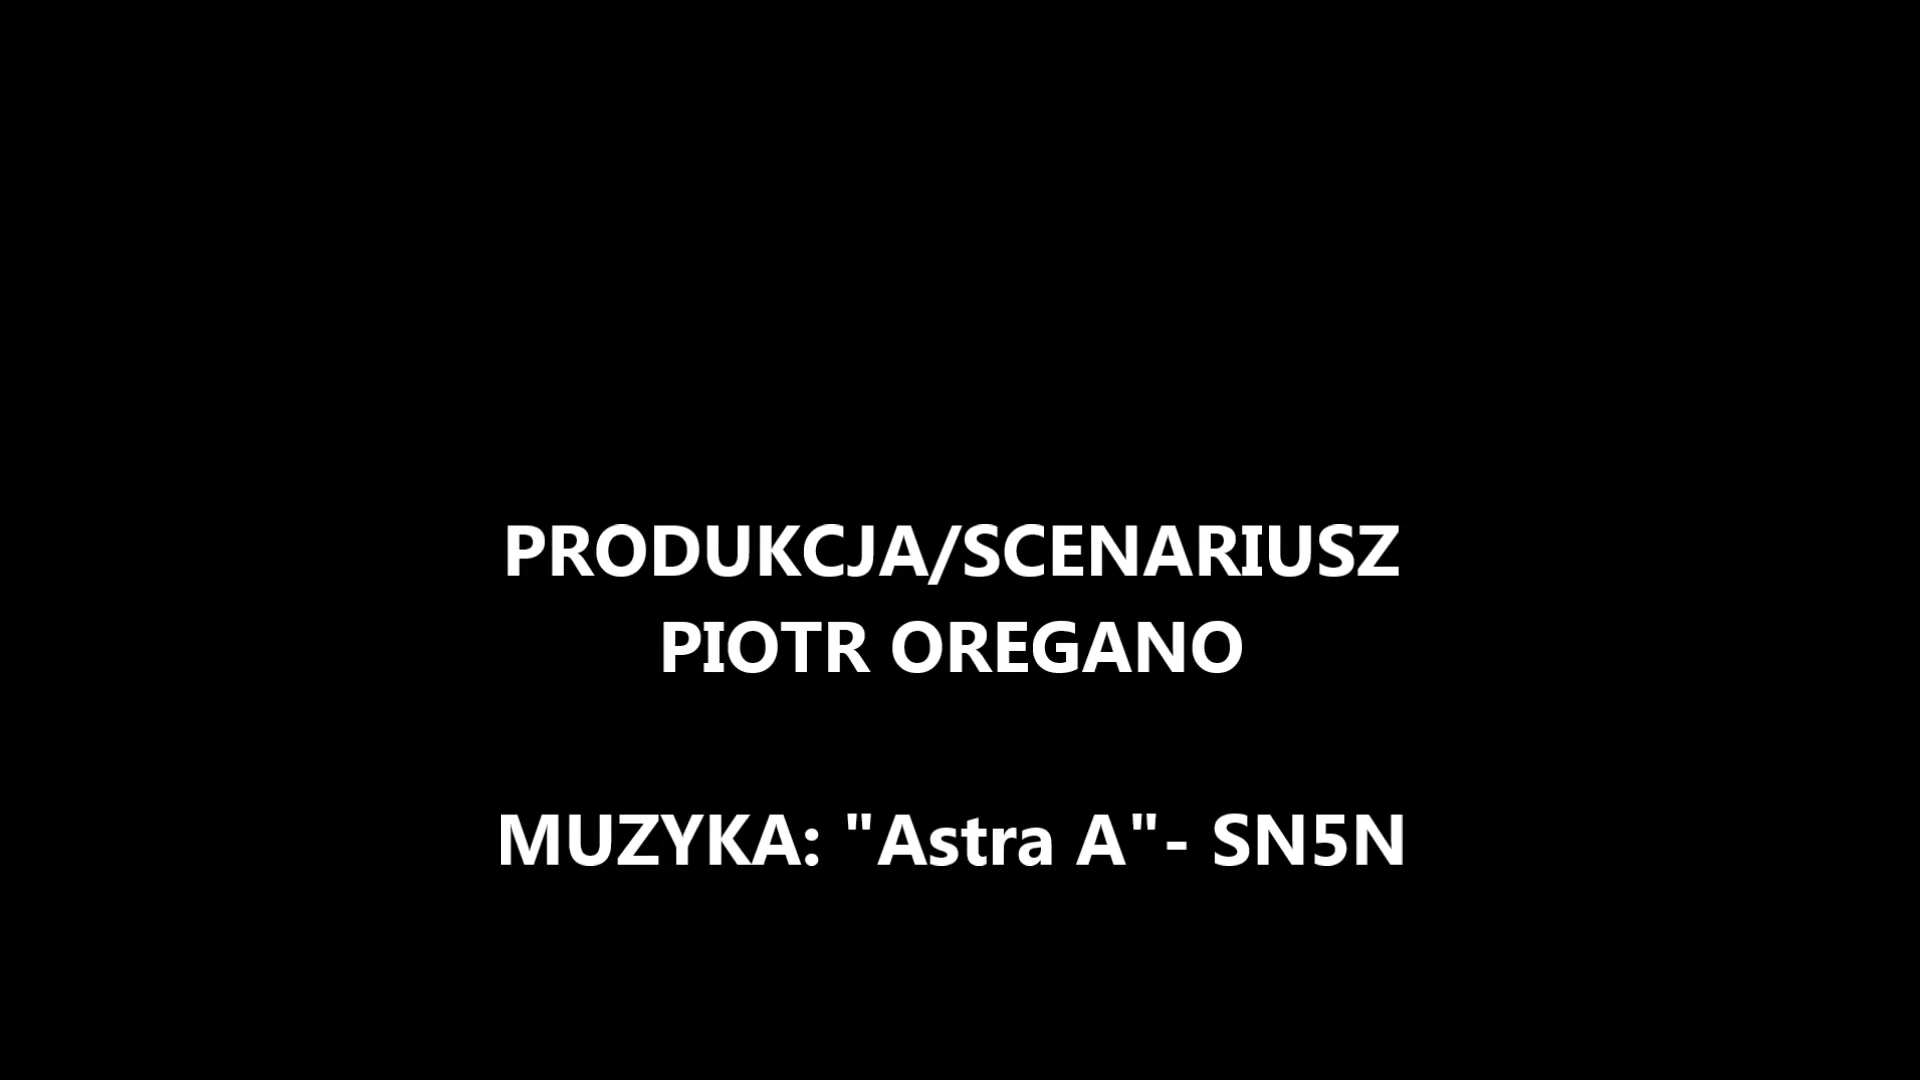 PRODUKCJA/SCENARIUSZ
PIOTR OREGANO
MUZYKA: "Astra A"- SN5N